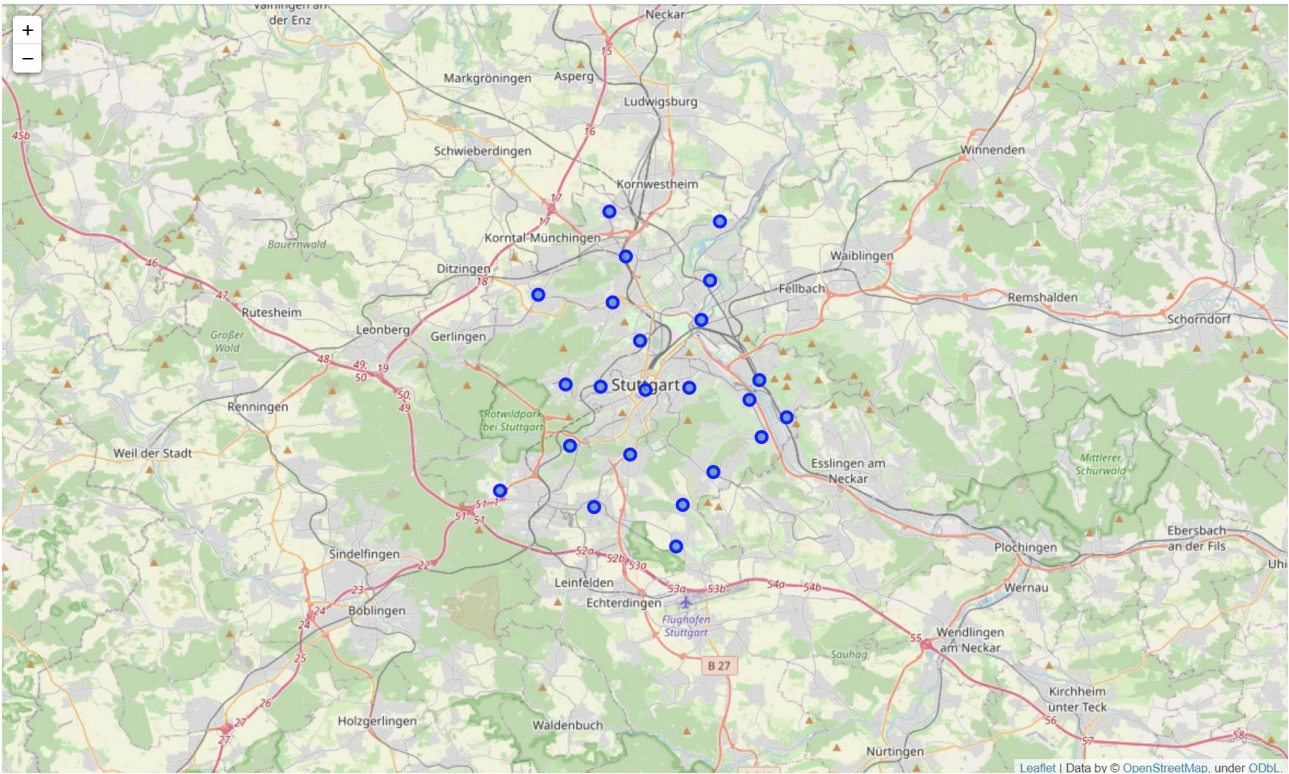 +
−
Vaihingen an
der Enz
Neckar
15
Markgröningen
Asperg
Ludwigsburg
45b
16
Schwieberdingen
Winnenden
Kornwestheim
17
17
Korntal-Münchingen
Bauernwald
46
Ditzingen
18
Waiblingen
Fellbach
47
Remshalden
Rutesheim
Schorndorf
Leonberg
Gerlingen
Großer
Wald
48
49;
50
19
50;
49
Stuttgart
Renningen
Rotwildpark
bei Stuttgart
Weil der Stadt
Esslingen am
Neckar
Mittlerer
Schurwald
51
1
51
51
Ebersbach
an der Fils
Sindelfingen
22
52a
52b
53a
Plochingen
Uhi
Leinfelden
53a
53b
54a
54b
Wernau
23
24
24
Böblingen
Echterdingen
Flughafen
Stuttgart
55
Wendlingen
am Neckar
25
Sauhag
B 27
26
Kirchheim
unter Teck
27
27
Holzgerlingen
Waldenbuch
56
57
58
Nürtingen
Leaflet | Data by © OpenStreetMap, under ODbL.